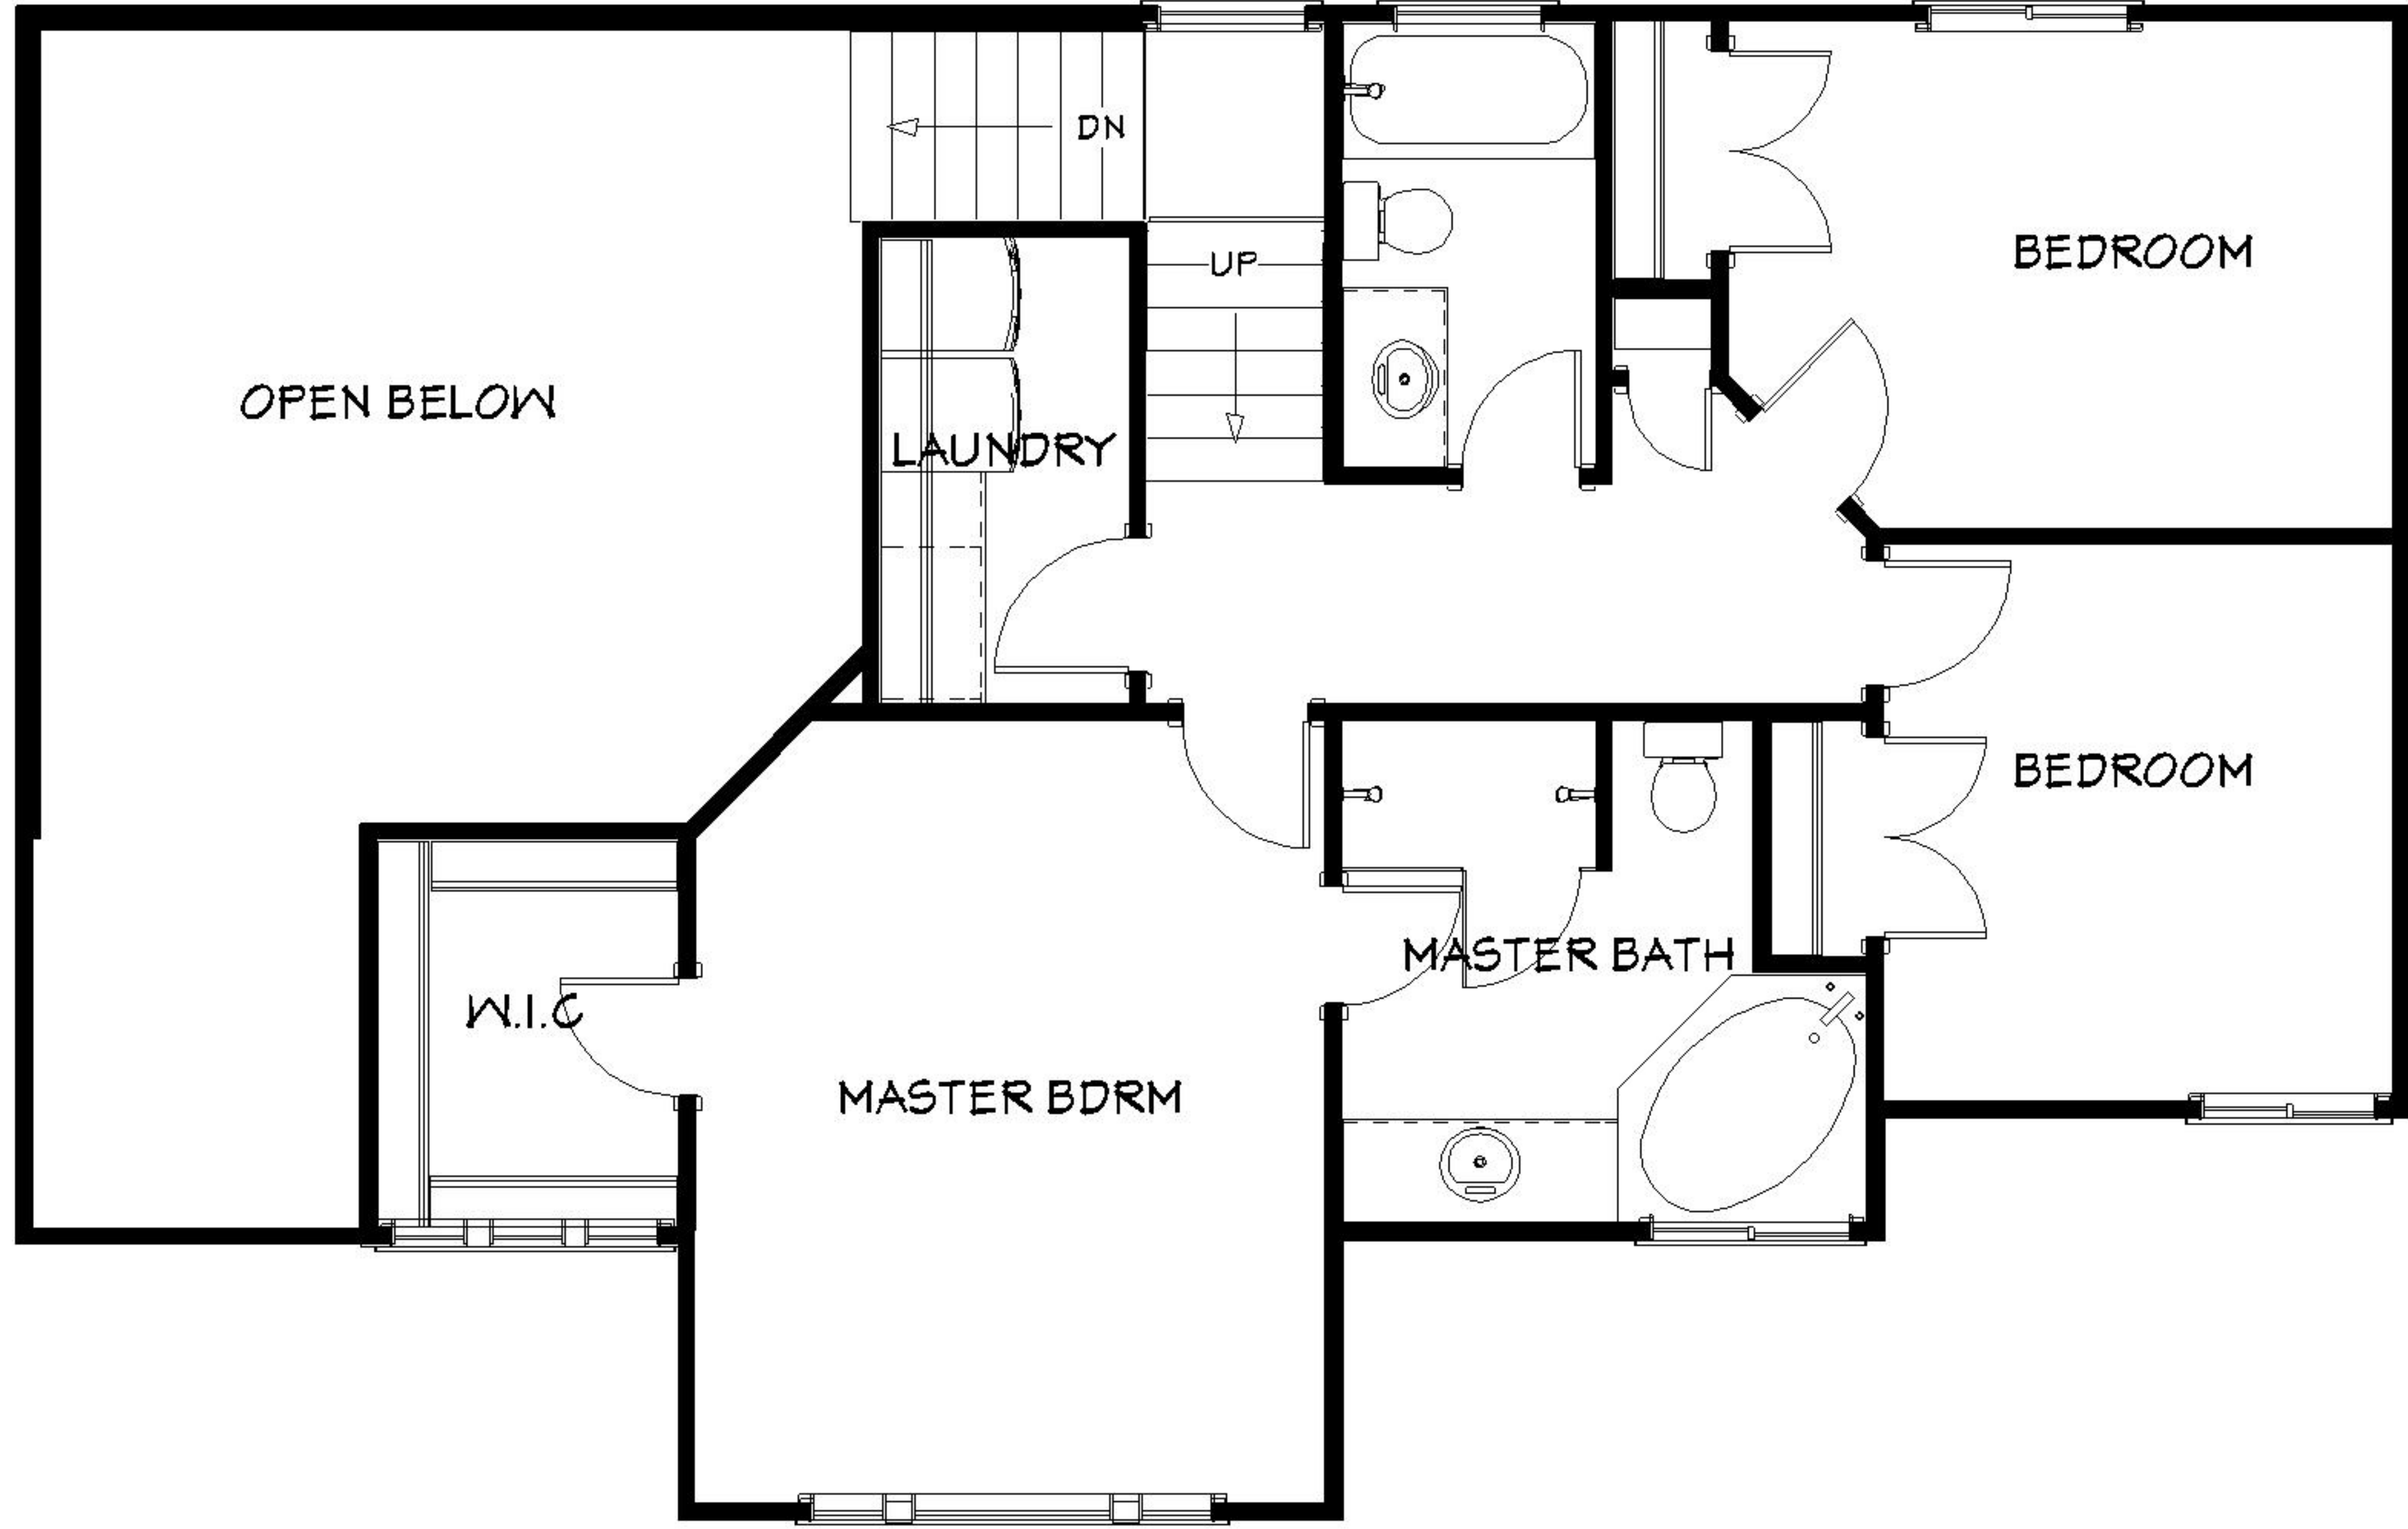 DN
BEDROOM
UP
OPEN BELOW
LAUNDRY
BEDROOM
MASTER BATH
W.I.C
MASTER BDRM